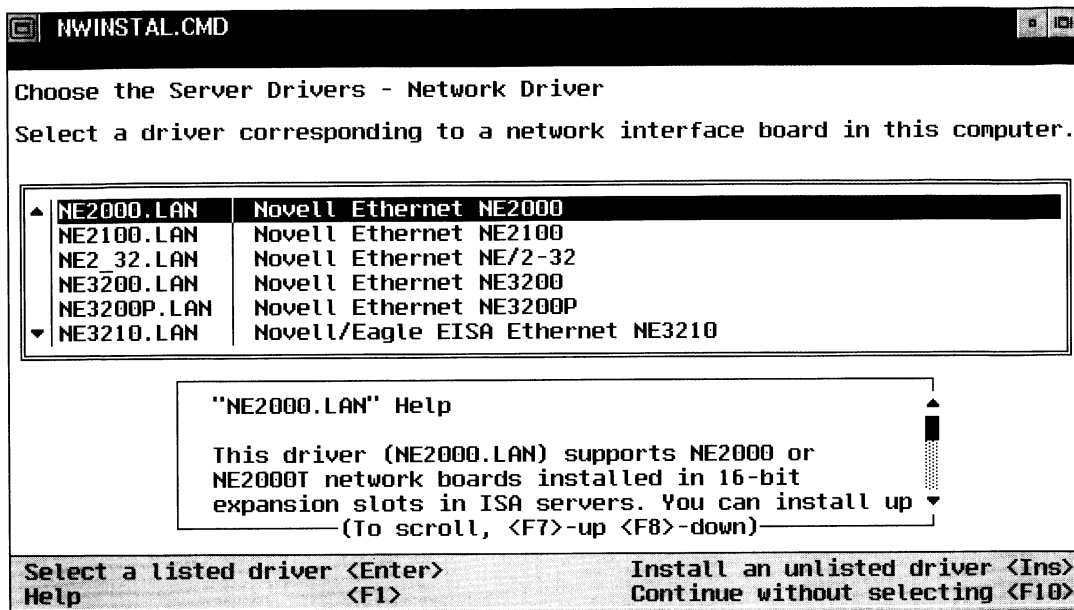 NWINSTAL.CMD
Choose the Server Drivers - Network Driver
Select a driver corresponding to a network interface board in this computer.
NE2000.LAN Novell Ethernet NE2000
NE2100.LAN Novell Ethernet NE2100
NE2_32.LAN Novell Ethernet NE/2-32
NE3200.LAN Novell Ethernet NE3200
NE3200P.LAN Novell Ethernet NE3200P
NE3210.LAN Novell/Eagle EISA Ethernet NE3210
"NE2000.LAN" Help
This driver (NE2000.LAN) supports NE2000 or
NE2000T network boards installed in 16-bit
expansion slots in ISA servers. You can install up
(To scroll, <F7>-up <F8>-down)
Select a listed driver <Enter> Install an unlisted driver <Ins>
Help <F1> Continue without selecting <F10>